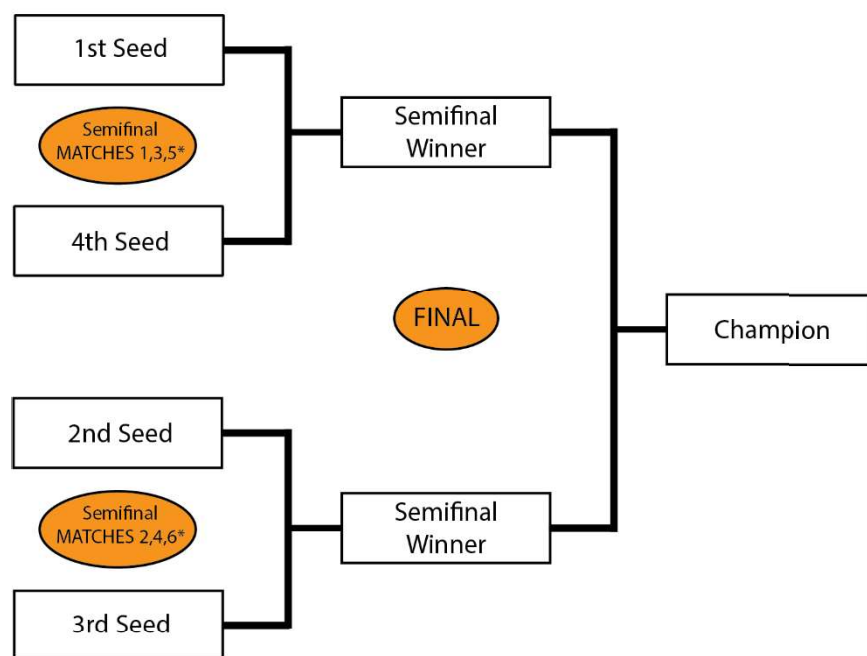 1st Seed
Semifinal
MATCHES 1,3,5*
4th Seed
Semifinal
Winner
FINAL
Champion
2nd Seed
Semifinal
MATCHES 2,4,6*
3rd Seed
Semifinal
Winner